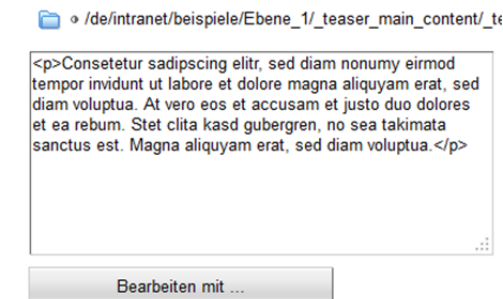 /de/intranet/beispiele/Ebene_1/_teaser_main_content/_te
<p>Consetetur sadipscing elitr, sed diam nonumy eirmod
tempor invidunt ut labore et dolore magna aliquyam erat, sed
diam voluptua. At vero eos et accusam et justo duo dolores
et ea rebum. Stet clita kasd gubergren, no sea takimata
sanctus est. Magna aliquyam erat, sed diam voluptua.</p>
Bearbeiten mit ...